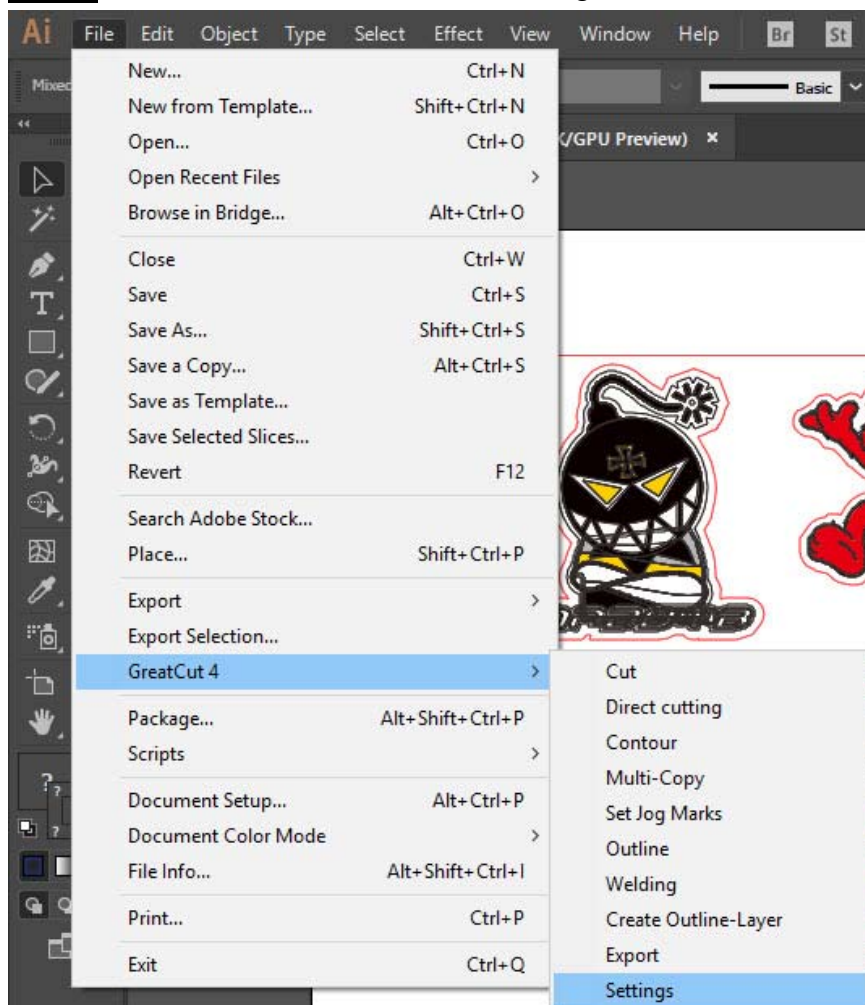 Ai File Edit Object Type Select Effect View Window Help Br St
Mixed Basic
K/GPU Preview) ×
New... Ctrl+N
New from Template... Shift+Ctrl+N
Open... Ctrl+O
Open Recent Files >
Browse in Bridge... Alt+Ctrl+O
Close Ctrl+W
Save Ctrl+S
Save As... Shift+Ctrl+S
Save a Copy... Alt+Ctrl+S
Save as Template...
Save Selected Slices...
Revert F12
Search Adobe Stock...
Place... Shift+Ctrl+P
Export >
Export Selection...
GreatCut 4 >
Package... Alt+Shift+Ctrl+P
Scripts >
Document Setup... Alt+Ctrl+P
Document Color Mode >
File Info... Alt+Shift+Ctrl+I
Print... Ctrl+P
Exit Ctrl+Q
Cut
Direct cutting
Contour
Multi-Copy
Set Jog Marks
Outline
Welding
Create Outline-Layer
Export
Settings